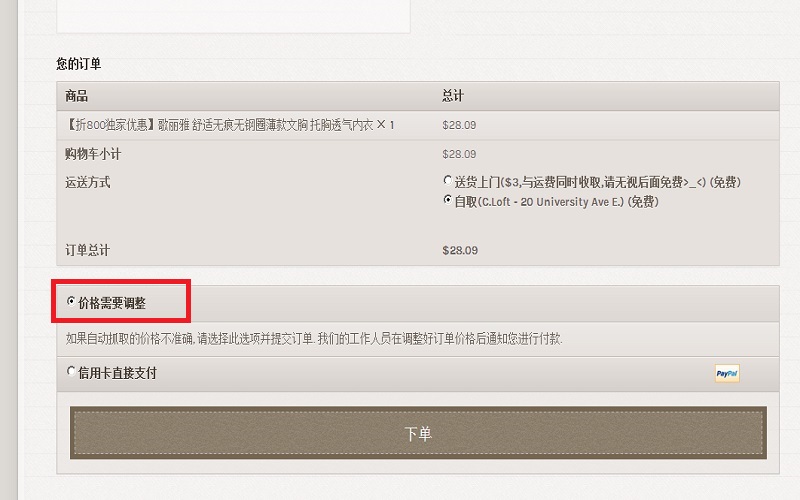 您的订单
商品 总计
【折800独家优惠】歌丽雅 舒适无痕无钢圈薄款文胸 托胸透气内衣 × 1 $28.09
购物车小计 $28.09
运送方式 送货上门($3,与运费同时收取,请无视后面免费>_<) (免费)
自取(C.Loft - 20 University Ave E.) (免费)
订单总计 $28.09
价格需要调整
如果自动抓取的价格不准确, 请选择此选项并提交订单. 我们的工作人员在调整好订单价格后通知您进行付款.
信用卡直接支付 PayPal
下单